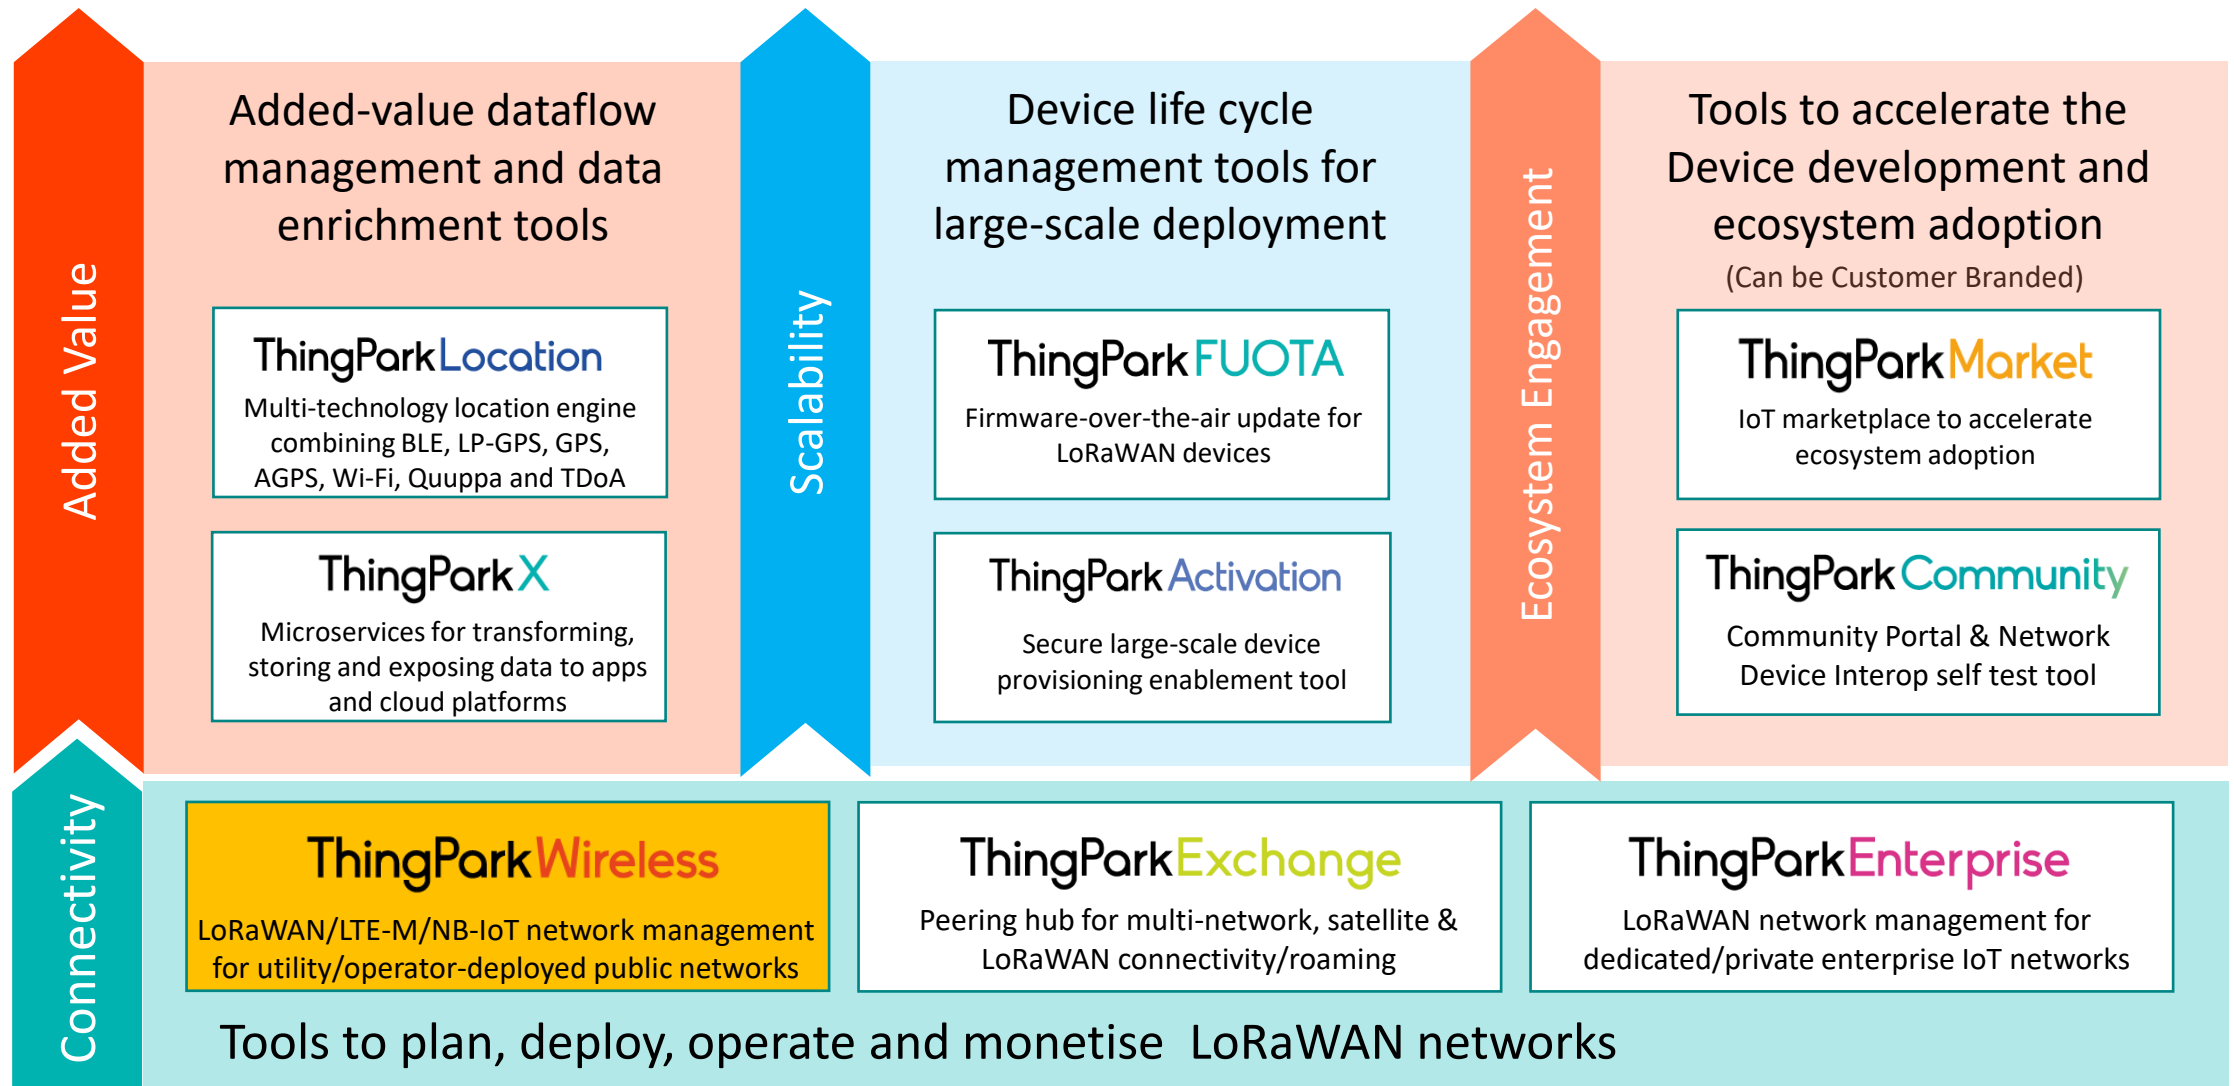 Added Value
Added-value dataflow
management and data
enrichment tools
ThingPark Location
Multi-technology location engine
combining BLE, LP-GPS, GPS,
AGPS, Wi-Fi, Quuppa and TDoA
ThingPark X
Microservices for transforming,
storing and exposing data to apps
and cloud platforms
Scalability
Device life cycle
management tools for
large-scale deployment
ThingPark FUOTA
Firmware-over-the-air update for
LoRaWAN devices
ThingPark Activation
Secure large-scale device
provisioning enablement tool
Ecosystem Engagement
Tools to accelerate the
Device development and
ecosystem adoption
(Can be Customer Branded)
ThingPark Market
IoT marketplace to accelerate
ecosystem adoption
ThingPark Community
Community Portal & Network
Device Interop self test tool
Connectivity
ThingPark Wireless
LoRaWAN/LTE-M/NB-IoT network management
for utility/operator-deployed public networks
ThingPark Exchange
Peering hub for multi-network, satellite &
LoRaWAN connectivity/roaming
ThingPark Enterprise
LoRaWAN network management for
dedicated/private enterprise IoT networks
Tools to plan, deploy, operate and monetise LoRaWAN networks